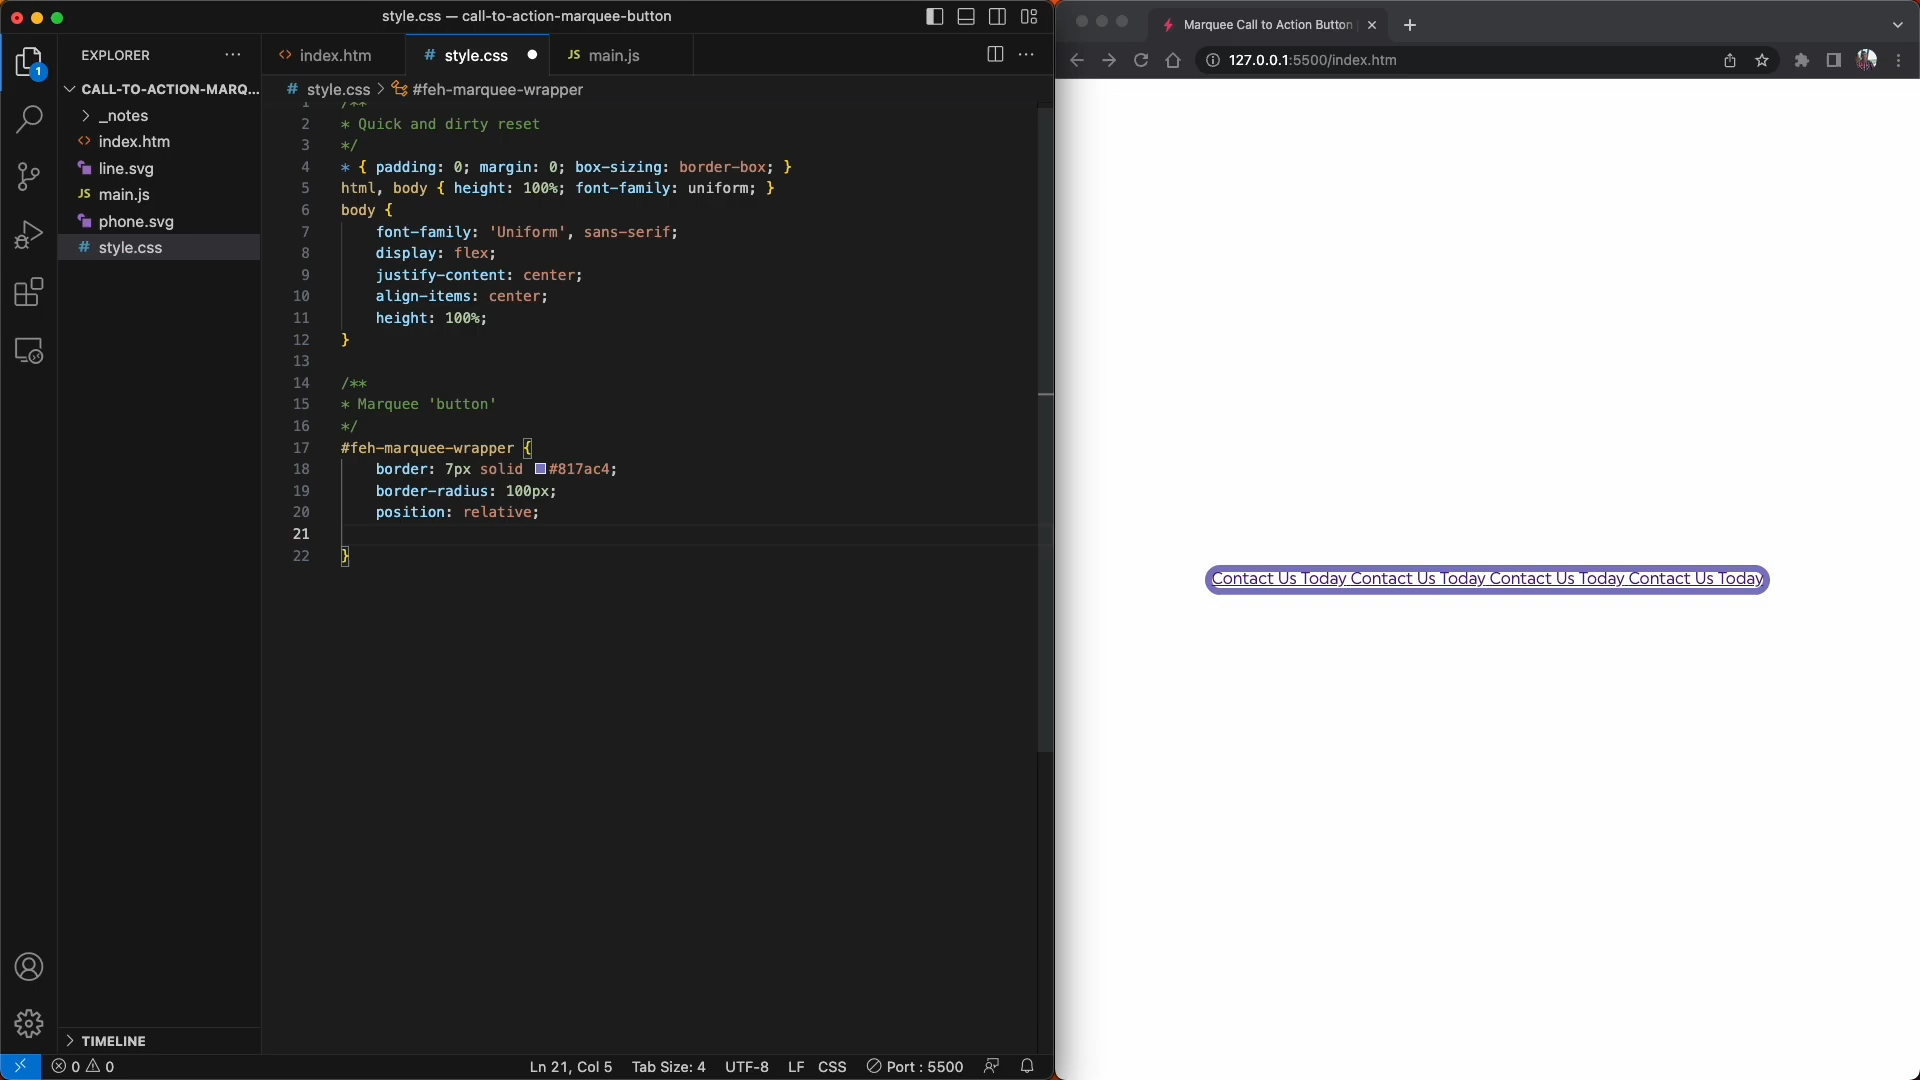 style.css — call-to-action-marquee-button
EXPLORER
1
CALL-TO-ACTION-MARQ...
_notes
index.htm
line.svg
JS main.js
phone.svg
# style.css
TIMELINE
index.htm
# style.css
JS main.js
# style.css > #feh-marquee-wrapper
1 /**
2 * Quick and dirty reset
3 */
4 * { padding: 0; margin: 0; box-sizing: border-box; }
5 html, body { height: 100%; font-family: uniform; }
6 body {
7 font-family: 'Uniform', sans-serif;
8 display: flex;
9 justify-content: center;
10 align-items: center;
11 height: 100%;
12 }
13
14 /**
15 * Marquee 'button'
16 */
17 #feh-marquee-wrapper {
18 border: 7px solid #817ac4;
19 border-radius: 100px;
20 position: relative;
21
22 }
0 0
Ln 21, Col 5 Tab Size: 4 UTF-8 LF CSS Port : 5500
Marquee Call to Action Button
127.0.0.1:5500/index.htm
Contact Us Today Contact Us Today Contact Us Today Contact Us Today